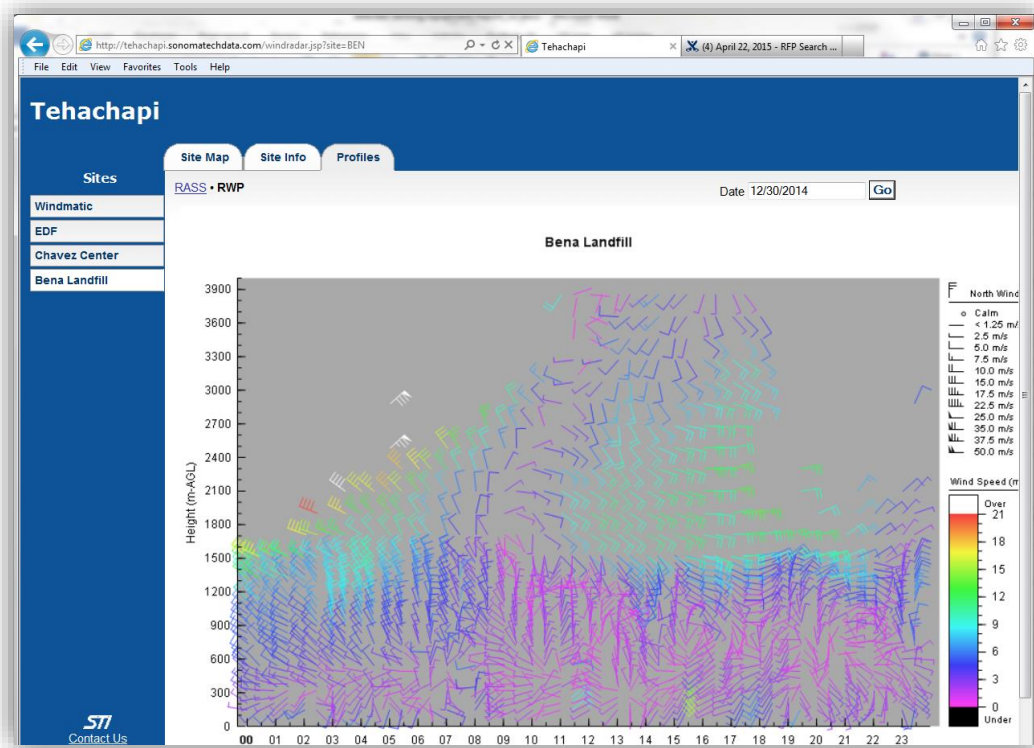 http://tehachapi.sonomatechdata.com/windradar.jsp?site=BEN
Tehachapi
(4) April 22, 2015 - RFP Search ...
File Edit View Favorites Tools Help
Tehachapi
Site Map Site Info Profiles
Sites
RASS • RWP
Date 12/30/2014 Go
Windmatic
EDF
Chavez Center
Bena Landfill
Bena Landfill
Height (m-AGL)
3900
3600
3300
3000
2700
2400
2100
1800
1500
1200
900
600
300
0
00 01 02 03 04 05 06 07 08 09 10 11 12 13 14 15 16 17 18 19 20 21 22 23
North Wind
Calm
< 1.25 m/
2.5 m/s
5.0 m/s
7.5 m/s
10.0 m/s
15.0 m/s
17.5 m/s
22.5 m/s
25.0 m/s
35.0 m/s
37.5 m/s
50.0 m/s
Wind Speed (m
Over
21
18
15
12
9
6
3
0
Under
STI
Contact Us